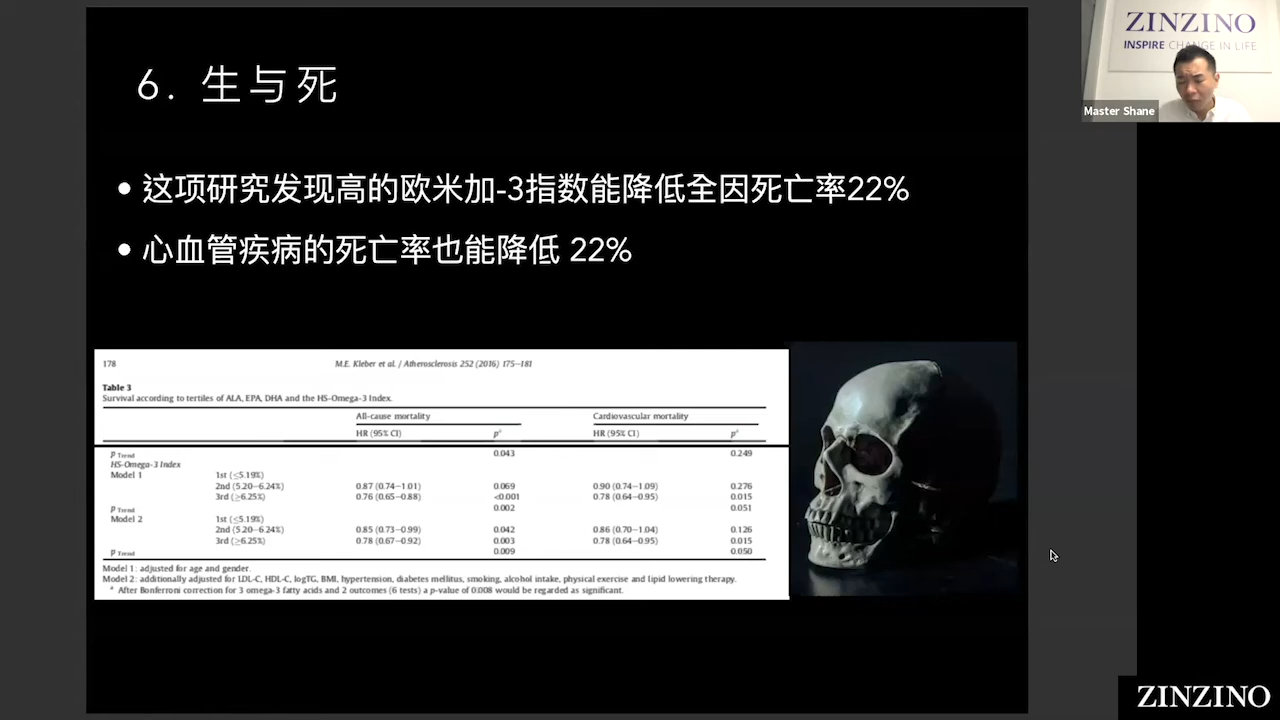 ZINZINO
INSPIRE CHANGE IN LIFE
Master Shane
6. 生与死
• 这项研究发现高的欧米加-3指数能降低全因死亡率22%
• 心血管疾病的死亡率也能降低 22%
178 M.E. Kleber et al. / Atherosclerosis 252 (2016) 175–181
Table 3
Survival according to tertiles of ALA, EPA, DHA and the HS-Omega-3 Index.
All-cause mortality Cardiovascular mortality
HR (95% CI) pª HR (95% CI) pª
P Trend 0.043 0.249
HS-Omega-3 Index
Model 1 1st (≤5.19%)
2nd (5.20–6.24%) 0.87 (0.74–1.01) 0.069 0.90 (0.74–1.09) 0.276
3rd (≥6.25%) 0.76 (0.65–0.88) <0.001 0.78 (0.64–0.95) 0.015
P Trend 0.002 0.051
Model 2 1st (≤5.19%)
2nd (5.20–6.24%) 0.85 (0.73–0.99) 0.042 0.86 (0.70–1.04) 0.126
3rd (≥6.25%) 0.78 (0.67–0.92) 0.003 0.78 (0.64–0.95) 0.015
P Trend 0.009 0.050
Model 1: adjusted for age and gender.
Model 2: additionally adjusted for LDL-C, HDL-C, logTG, BMI, hypertension, diabetes mellitus, smoking, alcohol intake, physical exercise and lipid lowering therapy.
ª After Bonferroni correction for 3 omega-3 fatty acids and 2 outcomes (6 tests) a p-value of 0.008 would be regarded as significant.
ZINZINO